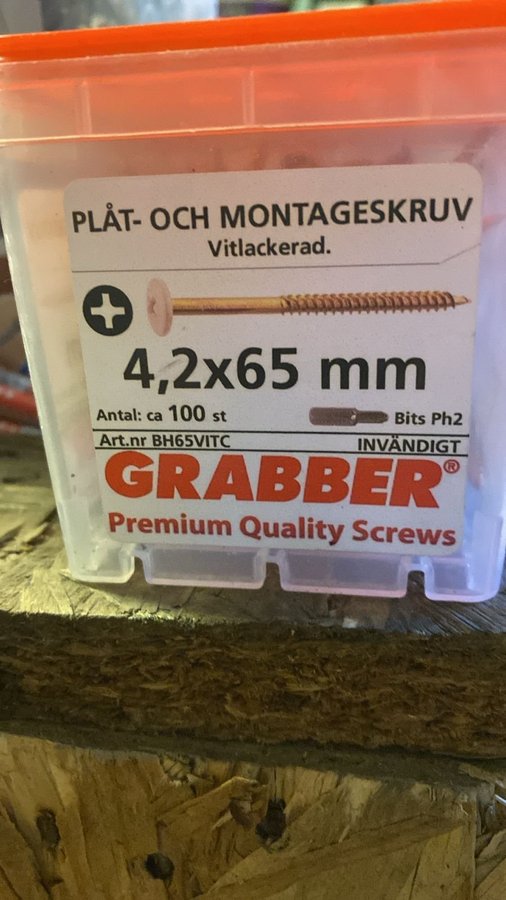 PLÅT- OCH MONTAGESKRUV
Vitlackerad.
4,2x65 mm
Antal: ca 100 st
Bits Ph2
Art.nr BH65VITC
INVÄNDIGT
GRABBER®
Premium Quality Screws